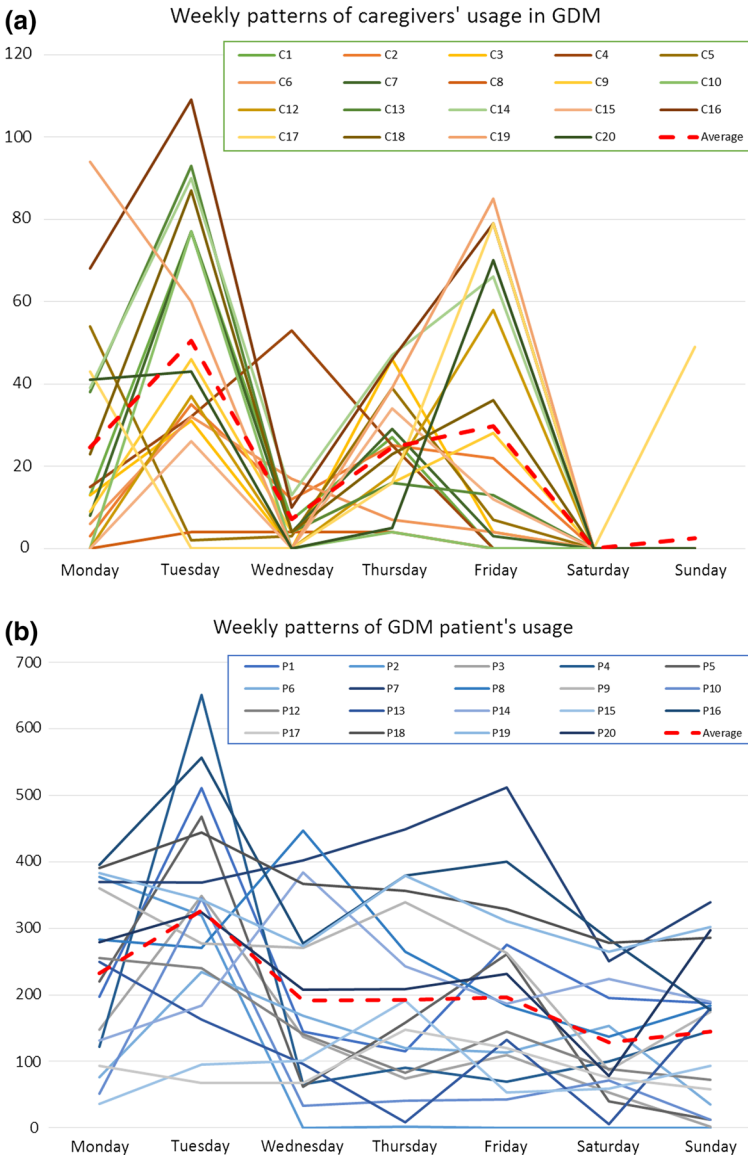 (a)
Weekly patterns of caregivers' usage in GDM
120
100
80
60
40
20
0
C1 C2 C3 C4 C5
C6 C7 C8 C9 C10
C12 C13 C14 C15 C16
C17 C18 C19 C20 Average
Monday Tuesday Wednesday Thursday Friday Saturday Sunday
(b)
Weekly patterns of GDM patient's usage
700
600
500
400
300
200
100
0
P1 P2 P3 P4 P5
P6 P7 P8 P9 P10
P12 P13 P14 P15 P16
P17 P18 P19 P20 Average
Monday Tuesday Wednesday Thursday Friday Saturday Sunday